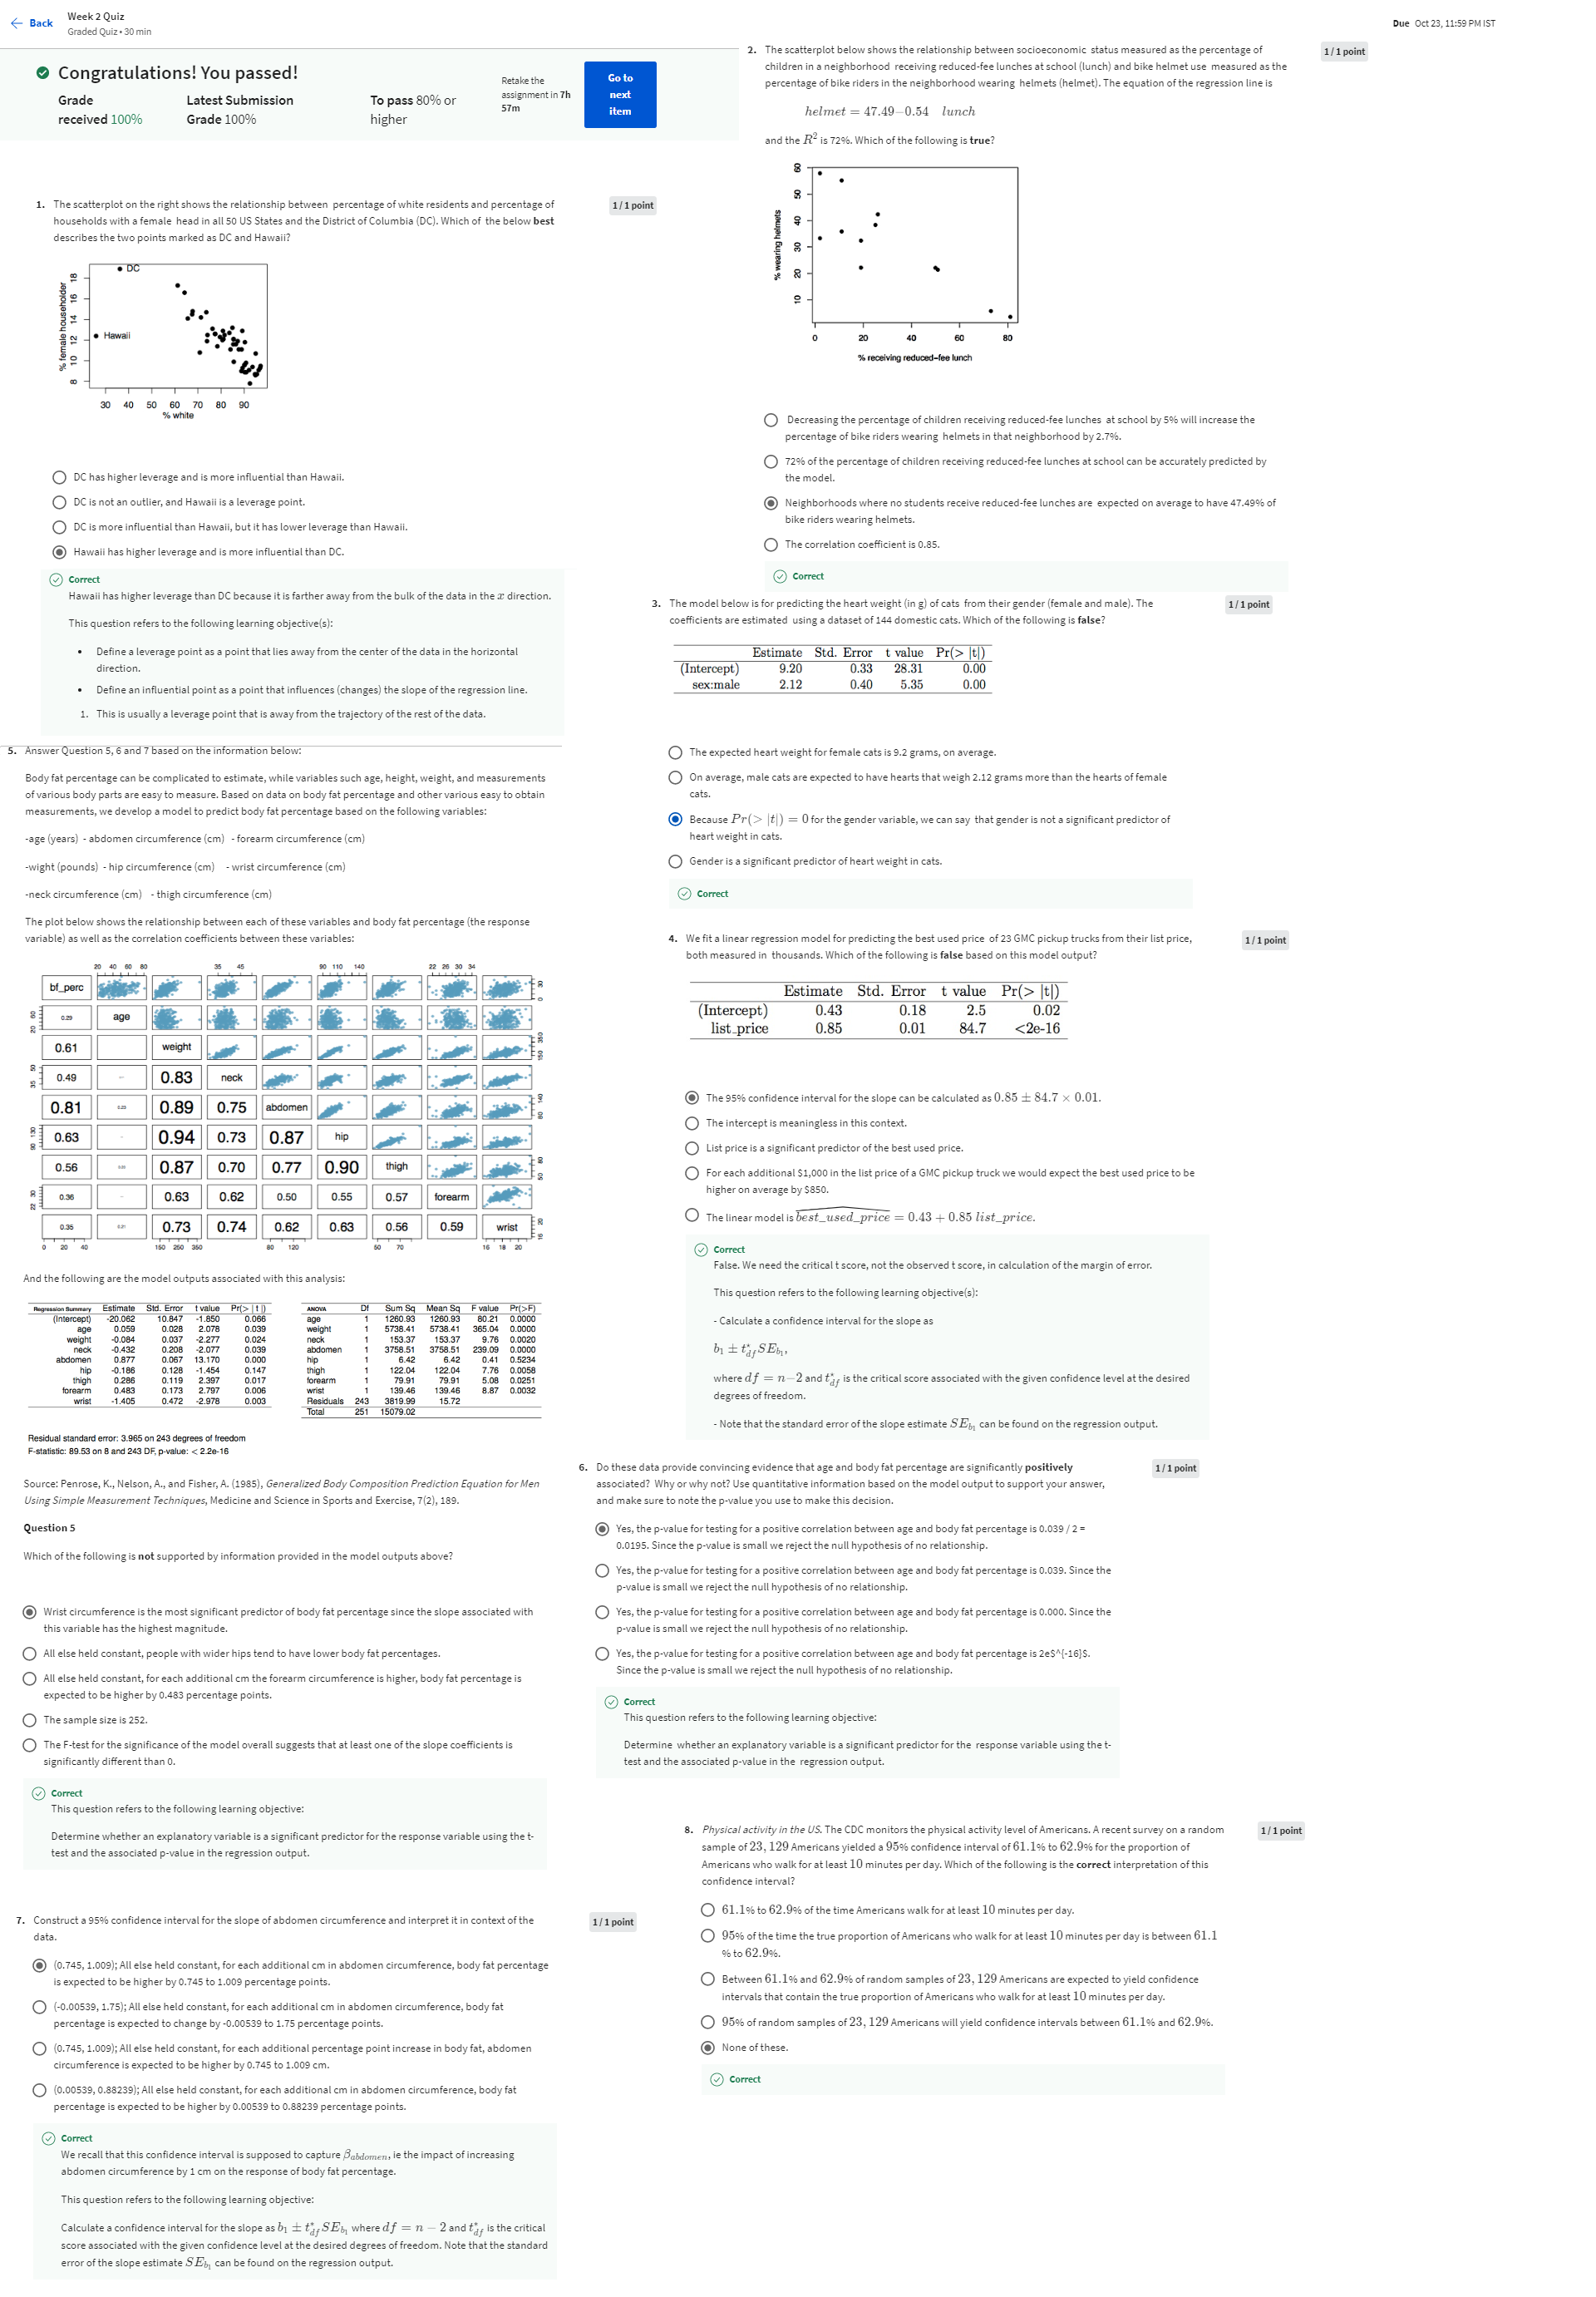 Back
Week 2 Quiz
Graded Quiz • 30 min
Due Oct 23, 11:59 PM IST
Congratulations! You passed!
Grade received 100%
Latest Submission Grade 100%
To pass 80% or higher
Retake the assignment in 7h 57m
Go to next item
1. The scatterplot on the right shows the relationship between percentage of white residents and percentage of
households with a female head in all 50 US States and the District of Columbia (DC). Which of the below best
describes the two points marked as DC and Hawaii?
1 / 1 point
% female householder
8 10 12 14 16 18
DC
Hawaii
30 40 50 60 70 80 90
% white
DC has higher leverage and is more influential than Hawaii.
DC is not an outlier, and Hawaii is a leverage point.
DC is more influential than Hawaii, but it has lower leverage than Hawaii.
Hawaii has higher leverage and is more influential than DC.
Correct
Hawaii has higher leverage than DC because it is farther away from the bulk of the data in the x direction.
This question refers to the following learning objective(s):
• Define a leverage point as a point that lies away from the center of the data in the horizontal
direction.
• Define an influential point as a point that influences (changes) the slope of the regression line.
1. This is usually a leverage point that is away from the trajectory of the rest of the data.
2. The scatterplot below shows the relationship between socioeconomic status measured as the percentage of
children in a neighborhood receiving reduced-fee lunches at school (lunch) and bike helmet use measured as the
percentage of bike riders in the neighborhood wearing helmets (helmet). The equation of the regression line is
1 / 1 point
helmet = 47.49–0.54 lunch
and the R² is 72%. Which of the following is true?
% wearing helmets
10 20 30 40 50 60
0 20 40 60 80
% receiving reduced−fee lunch
Decreasing the percentage of children receiving reduced-fee lunches at school by 5% will increase the
percentage of bike riders wearing helmets in that neighborhood by 2.7%.
72% of the percentage of children receiving reduced-fee lunches at school can be accurately predicted by
the model.
Neighborhoods where no students receive reduced-fee lunches are expected on average to have 47.49% of
bike riders wearing helmets.
The correlation coefficient is 0.85.
Correct
3. The model below is for predicting the heart weight (in g) of cats from their gender (female and male). The
coefficients are estimated using a dataset of 144 domestic cats. Which of the following is false?
1 / 1 point
Estimate Std. Error t value Pr(> |t|)
(Intercept) 9.20 0.33 28.31 0.00
sex:male 2.12 0.40 5.35 0.00
The expected heart weight for female cats is 9.2 grams, on average.
On average, male cats are expected to have hearts that weigh 2.12 grams more than the hearts of female
cats.
Because Pr(> |t|) = 0 for the gender variable, we can say that gender is not a significant predictor of
heart weight in cats.
Gender is a significant predictor of heart weight in cats.
Correct
4. We fit a linear regression model for predicting the best used price of 23 GMC pickup trucks from their list price,
both measured in thousands. Which of the following is false based on this model output?
1 / 1 point
Estimate Std. Error t value Pr(> |t|)
(Intercept) 0.43 0.18 2.5 0.02
list_price 0.85 0.01 84.7 <2e-16
The 95% confidence interval for the slope can be calculated as 0.85 ± 84.7 × 0.01.
The intercept is meaningless in this context.
List price is a significant predictor of the best used price.
For each additional $1,000 in the list price of a GMC pickup truck we would expect the best used price to be
higher on average by $850.
The linear model is best_used_price = 0.43 + 0.85 list_price.
Correct
False. We need the critical t score, not the observed t score, in calculation of the margin of error.
This question refers to the following learning objective(s):
- Calculate a confidence interval for the slope as
b₁ ± t*df SEb₁,
where df = n−2 and t*df is the critical score associated with the given confidence level at the desired
degrees of freedom.
- Note that the standard error of the slope estimate SEb₁ can be found on the regression output.
5. Answer Question 5, 6 and 7 based on the information below:
Body fat percentage can be complicated to estimate, while variables such age, height, weight, and measurements
of various body parts are easy to measure. Based on data on body fat percentage and other various easy to obtain
measurements, we develop a model to predict body fat percentage based on the following variables:
-age (years) - abdomen circumference (cm) - forearm circumference (cm)
-wight (pounds) - hip circumference (cm) - wrist circumference (cm)
-neck circumference (cm) - thigh circumference (cm)
The plot below shows the relationship between each of these variables and body fat percentage (the response
variable) as well as the correlation coefficients between these variables:
20 40 60 80 35 45 90 110 140 22 26 30 34
bf_perc
0.29 age
0.61 weight
0.49 0.83 neck
0.81 0.89 0.75 abdomen
0.63 0.94 0.73 0.87 hip
0.56 0.87 0.70 0.77 0.90 thigh
0.36 0.63 0.62 0.50 0.55 0.57 forearm
0.35 0.73 0.74 0.62 0.63 0.56 0.59 wrist
0 20 40 150 250 350 80 120 50 70 16 18 20
And the following are the model outputs associated with this analysis:
Regression Summary Estimate Std. Error t value Pr(> | t |)
(Intercept) -20.062 10.847 -1.850 0.066
age 0.059 0.028 2.078 0.039
weight -0.084 0.037 -2.277 0.024
neck -0.432 0.208 -2.077 0.039
abdomen 0.877 0.067 13.170 0.000
hip -0.186 0.128 -1.454 0.147
thigh 0.286 0.119 2.397 0.017
forearm 0.483 0.173 2.797 0.006
wrist -1.405 0.472 -2.978 0.003
ANOVA Df Sum Sq Mean Sq F value Pr(>F)
age 1 1260.93 1260.93 80.21 0.0000
weight 1 5738.41 5738.41 365.04 0.0000
neck 1 153.37 153.37 9.76 0.0020
abdomen 1 3758.51 3758.51 239.09 0.0000
hip 1 6.42 6.42 0.41 0.5234
thigh 1 122.04 122.04 7.76 0.0058
forearm 1 79.91 79.91 5.08 0.0251
wrist 1 139.46 139.46 8.87 0.0032
Residuals 243 3819.99 15.72
Total 251 15079.02
Residual standard error: 3.965 on 243 degrees of freedom
F-statistic: 89.53 on 8 and 243 DF, p-value: < 2.2e-16
Source: Penrose, K., Nelson, A., and Fisher, A. (1985), Generalized Body Composition Prediction Equation for Men
Using Simple Measurement Techniques, Medicine and Science in Sports and Exercise, 7(2), 189.
Question 5
Which of the following is not supported by information provided in the model outputs above?
Wrist circumference is the most significant predictor of body fat percentage since the slope associated with
this variable has the highest magnitude.
All else held constant, people with wider hips tend to have lower body fat percentages.
All else held constant, for each additional cm the forearm circumference is higher, body fat percentage is
expected to be higher by 0.483 percentage points.
The sample size is 252.
The F-test for the significance of the model overall suggests that at least one of the slope coefficients is
significantly different than 0.
Correct
This question refers to the following learning objective:
Determine whether an explanatory variable is a significant predictor for the response variable using the t-
test and the associated p-value in the regression output.
6. Do these data provide convincing evidence that age and body fat percentage are significantly positively
associated? Why or why not? Use quantitative information based on the model output to support your answer,
and make sure to note the p-value you use to make this decision.
1 / 1 point
Yes, the p-value for testing for a positive correlation between age and body fat percentage is 0.039 / 2 =
0.0195. Since the p-value is small we reject the null hypothesis of no relationship.
Yes, the p-value for testing for a positive correlation between age and body fat percentage is 0.039. Since the
p-value is small we reject the null hypothesis of no relationship.
Yes, the p-value for testing for a positive correlation between age and body fat percentage is 0.000. Since the
p-value is small we reject the null hypothesis of no relationship.
Yes, the p-value for testing for a positive correlation between age and body fat percentage is 2e$^{-16}$.
Since the p-value is small we reject the null hypothesis of no relationship.
Correct
This question refers to the following learning objective:
Determine whether an explanatory variable is a significant predictor for the response variable using the t-
test and the associated p-value in the regression output.
7. Construct a 95% confidence interval for the slope of abdomen circumference and interpret it in context of the
data.
1 / 1 point
(0.745, 1.009); All else held constant, for each additional cm in abdomen circumference, body fat percentage
is expected to be higher by 0.745 to 1.009 percentage points.
(-0.00539, 1.75); All else held constant, for each additional cm in abdomen circumference, body fat
percentage is expected to change by -0.00539 to 1.75 percentage points.
(0.745, 1.009); All else held constant, for each additional percentage point increase in body fat, abdomen
circumference is expected to be higher by 0.745 to 1.009 cm.
(0.00539, 0.88239); All else held constant, for each additional cm in abdomen circumference, body fat
percentage is expected to be higher by 0.00539 to 0.88239 percentage points.
Correct
We recall that this confidence interval is supposed to capture βabdomen, ie the impact of increasing
abdomen circumference by 1 cm on the response of body fat percentage.
This question refers to the following learning objective:
Calculate a confidence interval for the slope as b₁ ± t*df SEb₁ where df = n − 2 and t*df is the critical
score associated with the given confidence level at the desired degrees of freedom. Note that the standard
error of the slope estimate SEb₁ can be found on the regression output.
8. Physical activity in the US. The CDC monitors the physical activity level of Americans. A recent survey on a random
sample of 23, 129 Americans yielded a 95% confidence interval of 61.1% to 62.9% for the proportion of
Americans who walk for at least 10 minutes per day. Which of the following is the correct interpretation of this
confidence interval?
1 / 1 point
61.1% to 62.9% of the time Americans walk for at least 10 minutes per day.
95% of the time the true proportion of Americans who walk for at least 10 minutes per day is between 61.1
% to 62.9%.
Between 61.1% and 62.9% of random samples of 23, 129 Americans are expected to yield confidence
intervals that contain the true proportion of Americans who walk for at least 10 minutes per day.
95% of random samples of 23, 129 Americans will yield confidence intervals between 61.1% and 62.9%.
None of these.
Correct